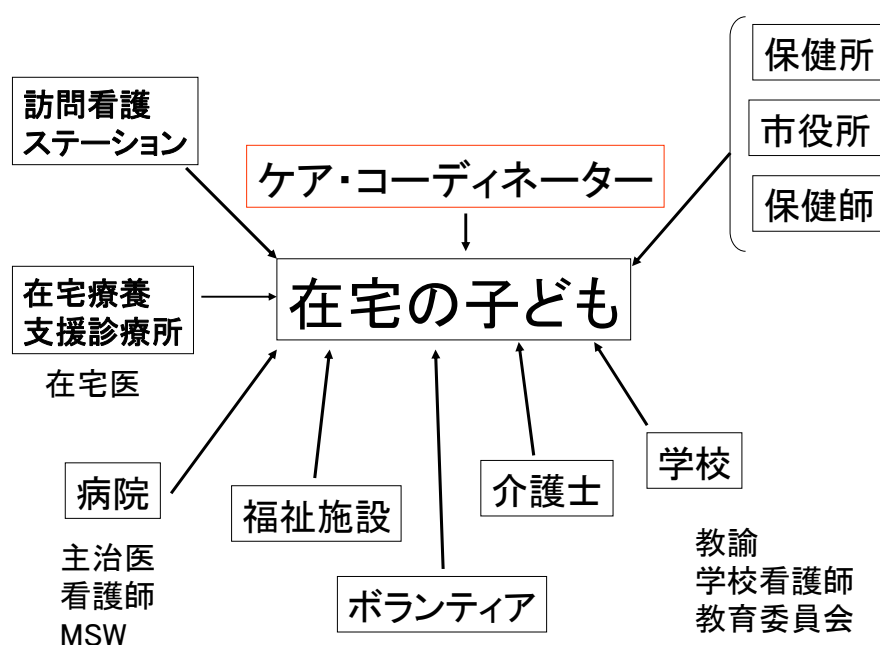 訪問看護
ステーション
ケア・コーディネーター
保健所
市役所
保健師
在宅の子ども
在宅療養
支援診療所
在宅医
病院
主治医
看護師
MSW
福祉施設
ボランティア
介護士
学校
教諭
学校看護師
教育委員会